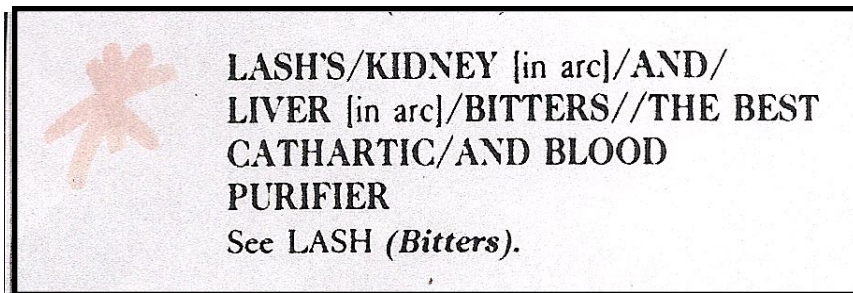 LASH'S/KIDNEY [in arc]/AND/
LIVER [in arc]/BITTERS//THE BEST
CATHARTIC/AND BLOOD
PURIFIER
See LASH (Bitters).